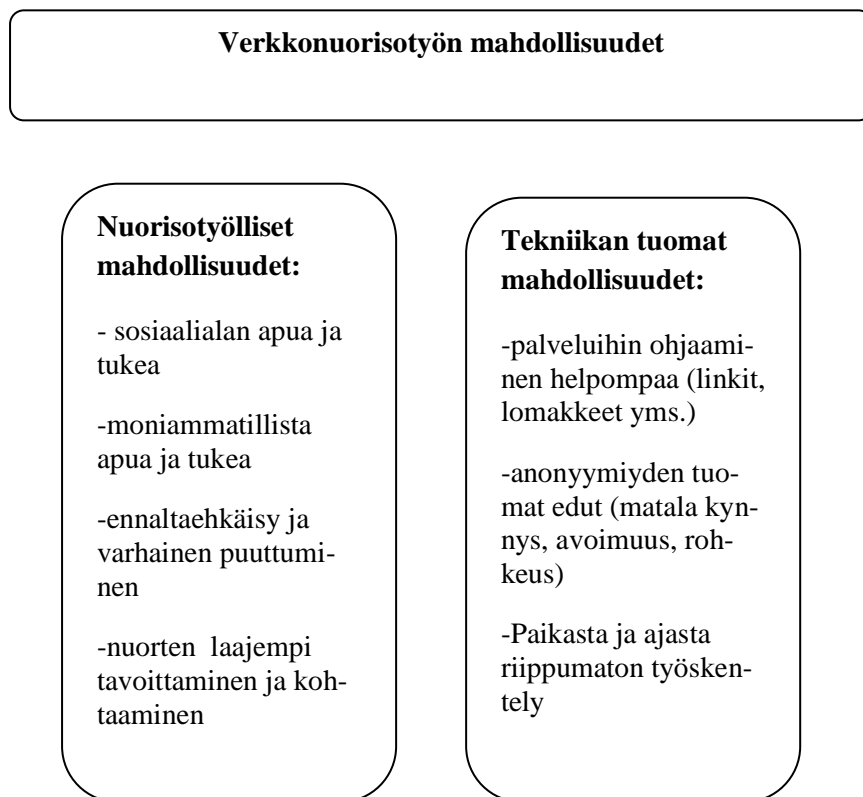 Verkkonuorisotyön mahdollisuudet
Nuorisotyölliset
mahdollisuudet:
- sosiaalialan apua ja
tukea
-moniammatillista
apua ja tukea
-ennaltaehkäisy ja
varhainen puuttumi-
nen
-nuorten  laajempi
tavoittaminen ja koh-
taaminen
Tekniikan tuomat
mahdollisuudet:
-palveluihin ohjaami-
nen helpompaa (linkit,
lomakkeet yms.)
-anonyymiyden tuo-
mat edut (matala kyn-
nys, avoimuus, roh-
keus)
-Paikasta ja ajasta
riippumaton työsken-
tely